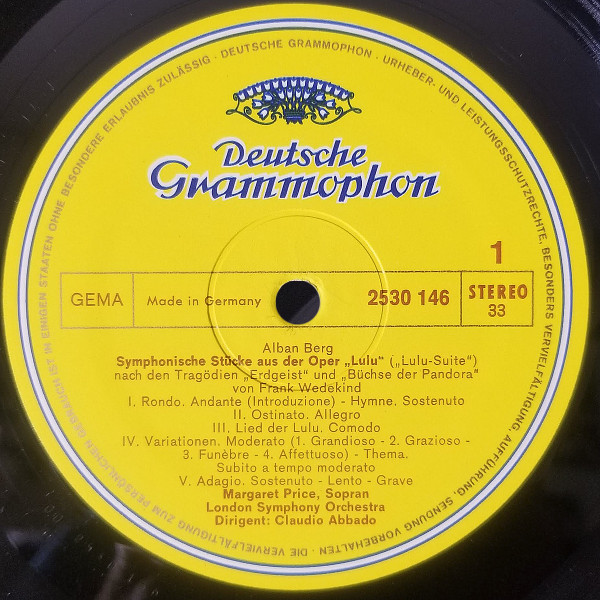 DEUTSCHE GRAMMOPHON · URHEBER- UND LEISTUNGSSCHUTZRECHTE, BESONDERS VERVIELFÄLTIGUNG, AUFFÜHRUNG, SENDUNG VORBEHALTEN · DIE VERVIELFÄLTIGUNG ZUM PERSÖNLICHEN GEBRAUCH IST IN EINIGEN STAATEN OHNE BESONDERE ERLAUBNIS ZULÄSSIG ·
Deutsche
Grammophon
1
GEMA
Made in Germany
2530 146
STEREO
33
Alban Berg
Symphonische Stücke aus der Oper „Lulu“ („Lulu-Suite“)
nach den Tragödien „Erdgeist“ und „Büchse der Pandora“
von Frank Wedekind
I. Rondo. Andante (Introduzione) - Hymne. Sostenuto
II. Ostinato. Allegro
III. Lied der Lulu. Comodo
IV. Variationen. Moderato (1. Grandioso - 2. Grazioso -
3. Funèbre - 4. Affettuoso) - Thema.
Subito a tempo moderato
V. Adagio. Sostenuto - Lento - Grave
Margaret Price, Sopran
London Symphony Orchestra
Dirigent: Claudio Abbado